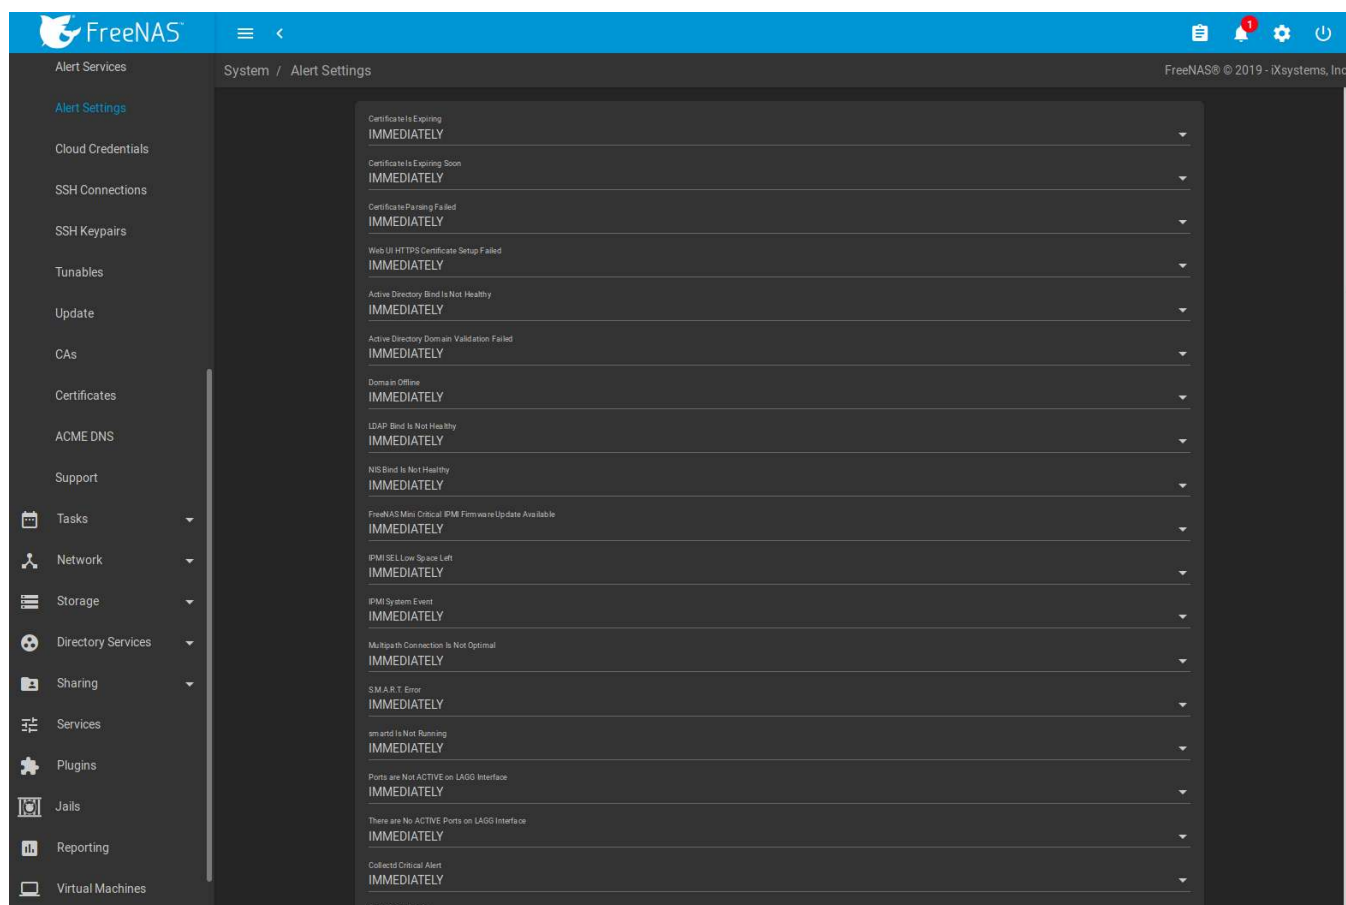 FreeNAS
1
Alert Services
System / Alert Settings
FreeNAS® © 2019 - iXsystems, Inc
Alert Settings
Cloud Credentials
SSH Connections
SSH Keypairs
Tunables
Update
CAs
Certificates
ACME DNS
Support
Tasks
Network
Storage
Directory Services
Sharing
Services
Plugins
Jails
Reporting
Virtual Machines
Certificate Is Expiring
IMMEDIATELY
Certificate Is Expiring Soon
IMMEDIATELY
Certificate Parsing Failed
IMMEDIATELY
Web UI HTTPS Certificate Setup Failed
IMMEDIATELY
Active Directory Bind Is Not Healthy
IMMEDIATELY
Active Directory Domain Validation Failed
IMMEDIATELY
Domain Offline
IMMEDIATELY
LDAP Bind Is Not Healthy
IMMEDIATELY
NIS Bind Is Not Healthy
IMMEDIATELY
FreeNAS Mini Critical IPMI Firmware Update Available
IMMEDIATELY
IPMI SEL Low Space Left
IMMEDIATELY
IPMI System Event
IMMEDIATELY
Multipath Connection Is Not Optimal
IMMEDIATELY
S.M.A.R.T. Error
IMMEDIATELY
smartd Is Not Running
IMMEDIATELY
Ports are Not ACTIVE on LAGG Interface
IMMEDIATELY
There are No ACTIVE Ports on LAGG Interface
IMMEDIATELY
Collectd Critical Alert
IMMEDIATELY